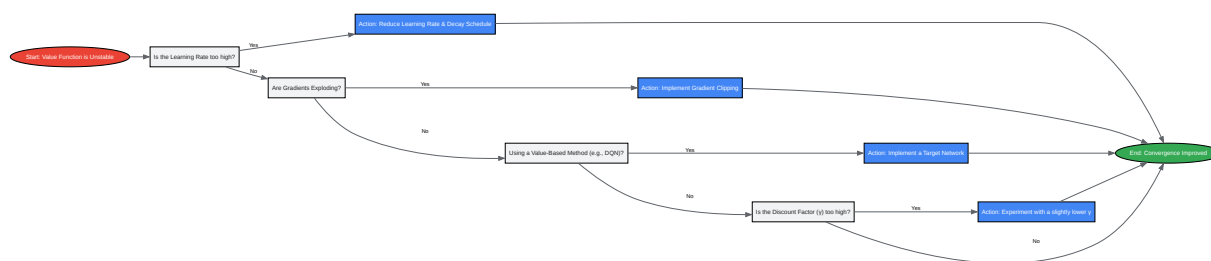 Action: Reduce Learning Rate & Decay Schedule
Start: Value Function is Unstable
Is the Learning Rate too high?
Yes
No
Are Gradients Exploding?
Yes
Action: Implement Gradient Clipping
No
Using a Value-Based Method (e.g., DQN)?
Yes
Action: Implement a Target Network
End: Convergence Improved
No
Is the Discount Factor (γ) too high?
Yes
Action: Experiment with a slightly lower γ
No